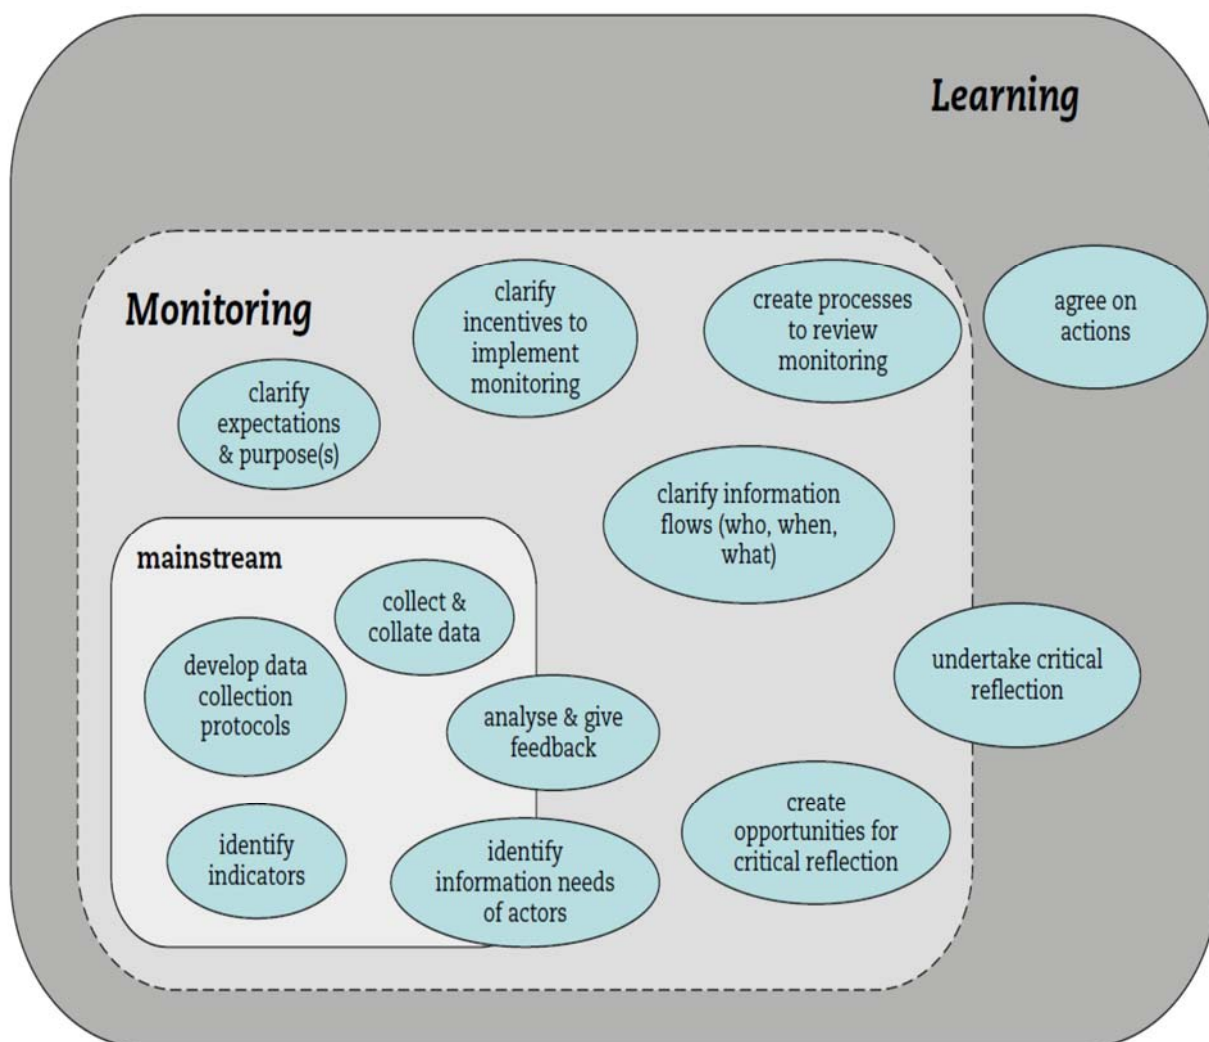 Learning
Monitoring
clarify
incentives to
implement
monitoring
create processes
to review
monitoring
agree on
actions
clarify
expectations
& purpose(s)
clarify information
flows (who, when,
what)
mainstream
collect &
collate data
develop data
collection
protocols
undertake critical
reflection
analyse & give
feedback
create
opportunities for
critical reflection
identify
indicators
identify
information needs
of actors